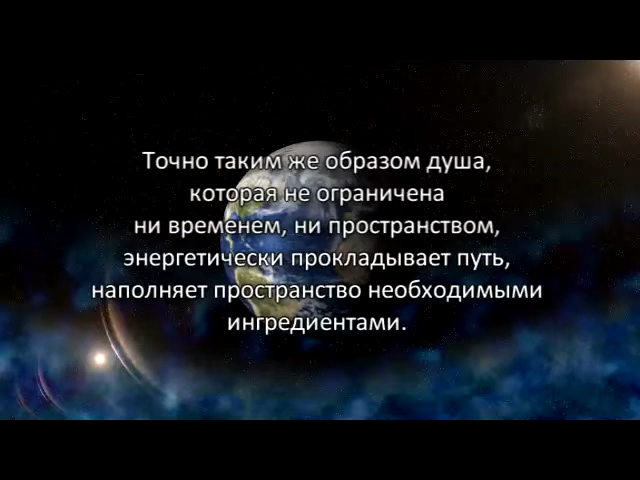 Точно таким же образом душа,
которая не ограничена
ни временем, ни пространством,
энергетически прокладывает путь,
наполняет пространство необходимыми
ингредиентами.